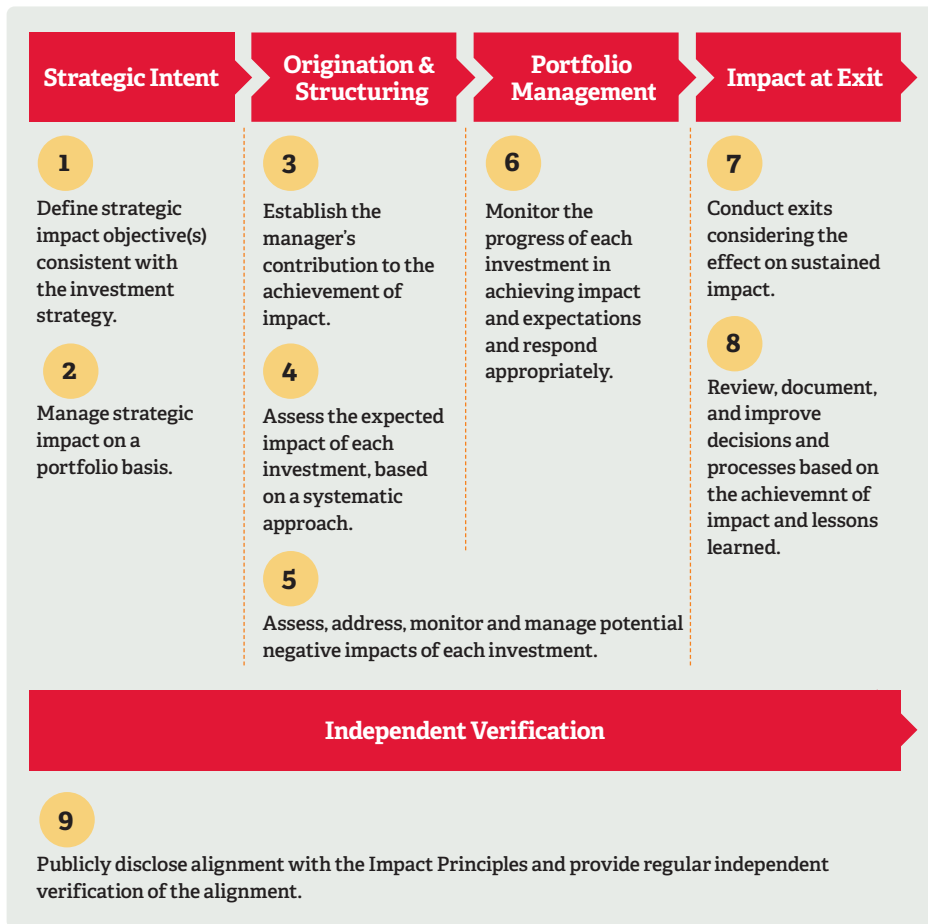 Strategic Intent
Origination &
Structuring
Portfolio
Management
Impact at Exit
1
Define strategic
impact objective(s)
consistent with
the investment
strategy.
2
Manage strategic
impact on a
portfolio basis.
3
Establish the
manager’s
contribution to the
achievement of
impact.
4
Assess the expected
impact of each
investment, based
on a systematic
approach.
5
Assess, address, monitor and manage potential
negative impacts of each investment.
6
Monitor the
progress of each
investment in
achieving impact
and expectations
and respond
appropriately.
7
Conduct exits
considering the
effect on sustained
impact.
8
Review, document,
and improve
decisions and
processes based on
the achievemnt of
impact and lessons
learned.
Independent Verification
9
Publicly disclose alignment with the Impact Principles and provide regular independent
verification of the alignment.